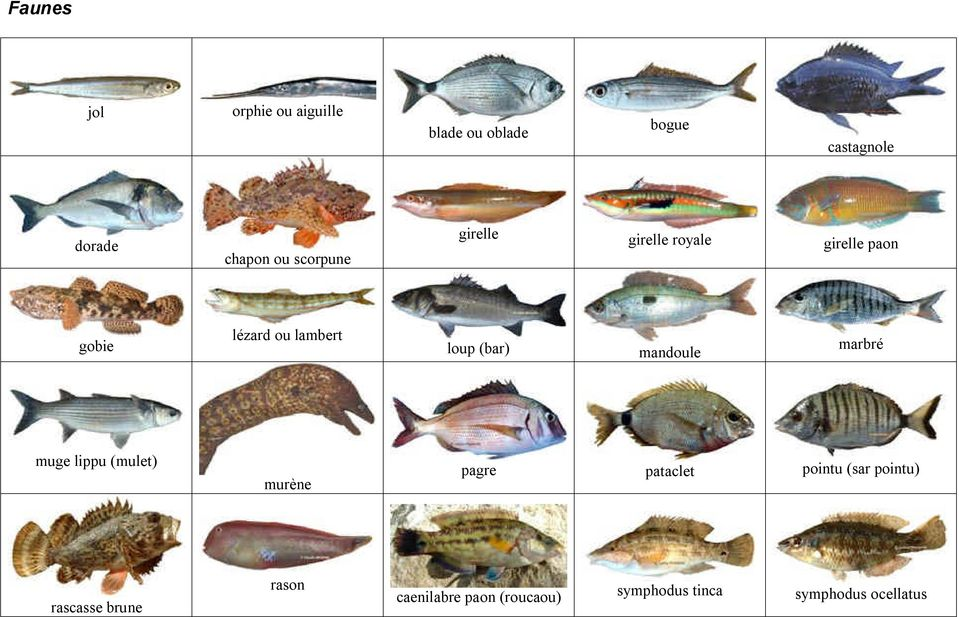 Faunes
jol
orphie ou aiguille
blade ou oblade
bogue
castagnole
dorade
chapon ou scorpune
girelle
girelle royale
girelle paon
gobie
lézard ou lambert
loup (bar)
mandoule
marbré
muge lippu (mulet)
murène
pagre
pataclet
pointu (sar pointu)
rascasse brune
rason
caenilabre paon (roucaou)
symphodus tinca
symphodus ocellatus